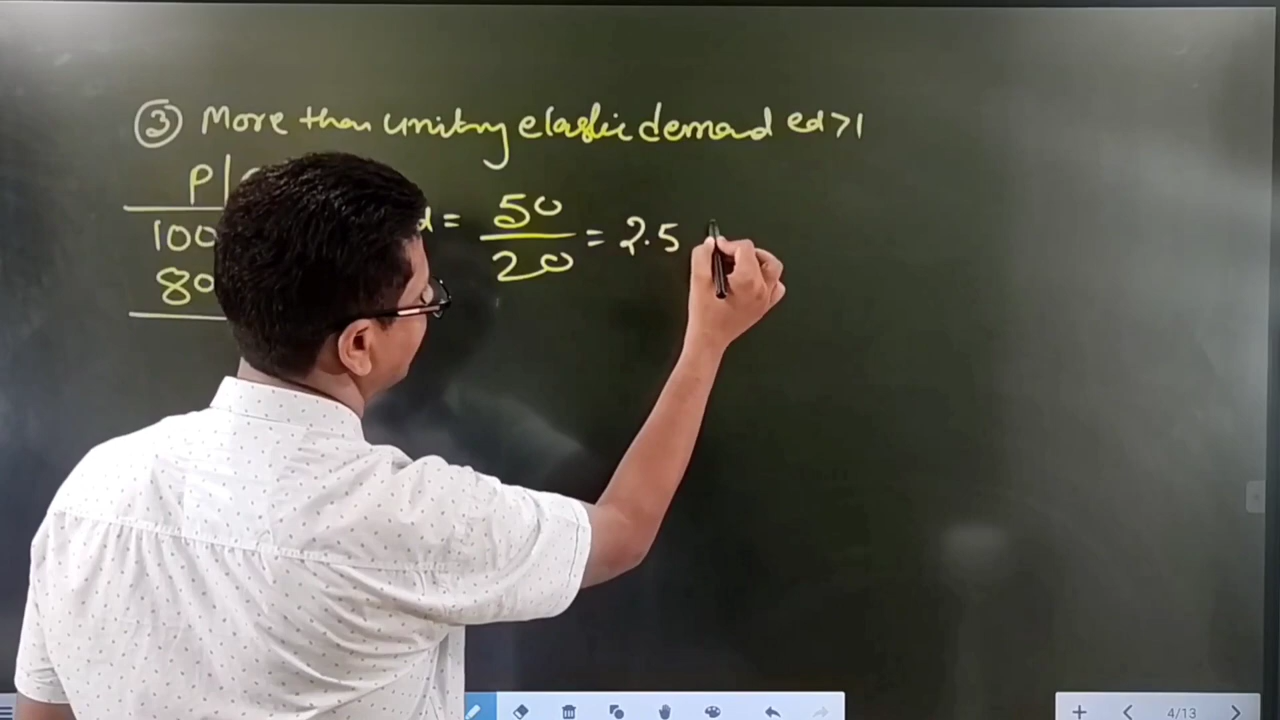 ③ More than unitary elastic demand ed >1
P
100
80
d = 50/20 = 2.5
4/13